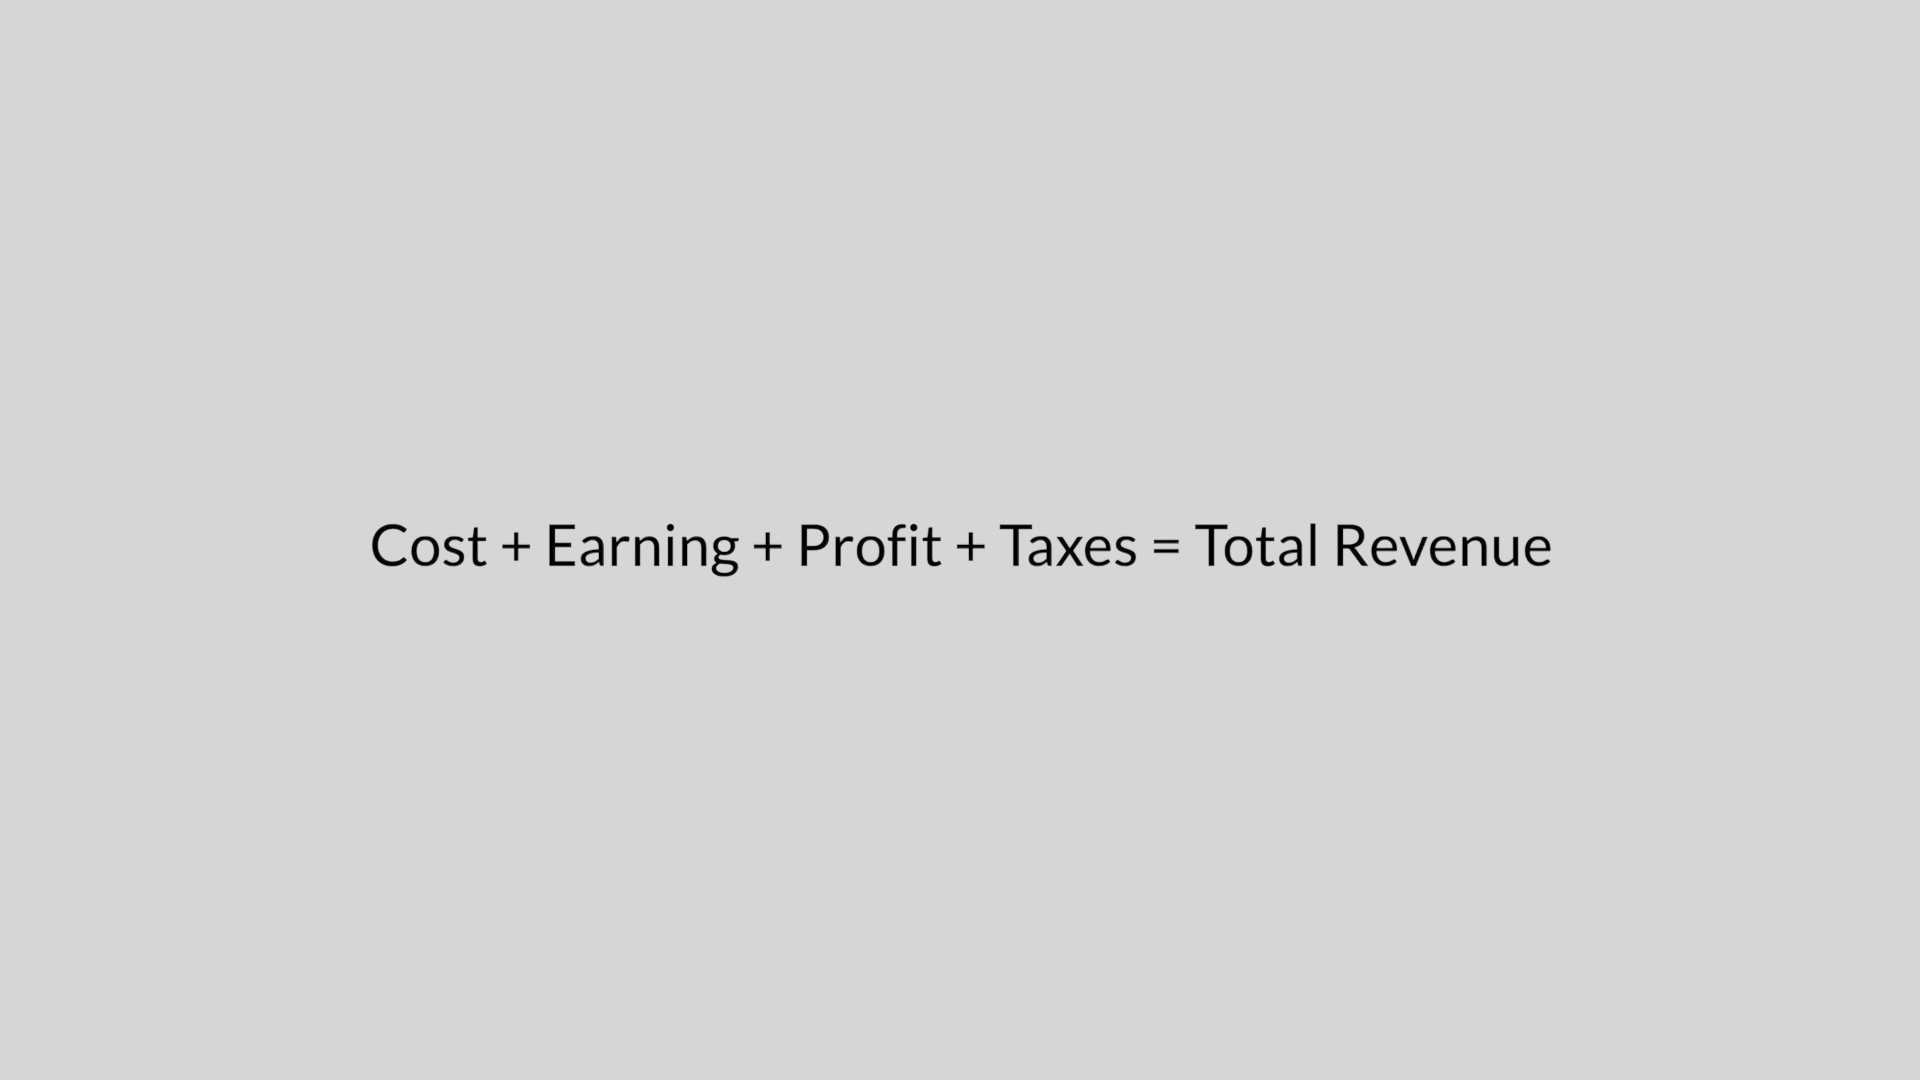 Cost + Earning + Profit + Taxes = Total Revenue